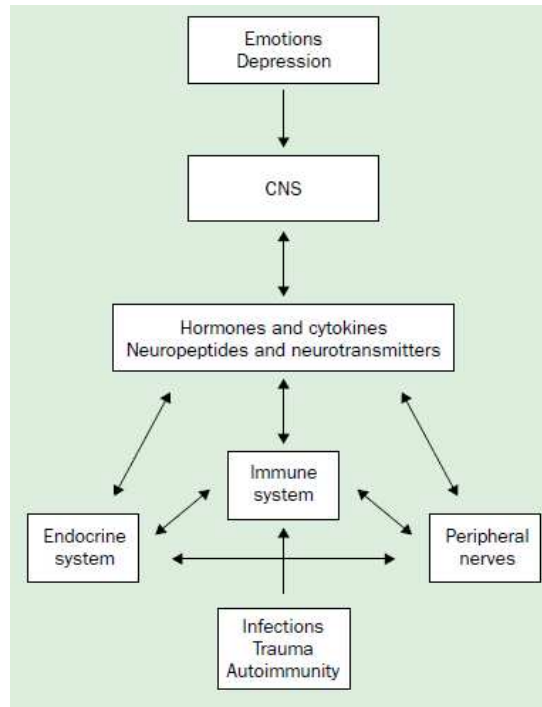 Emotions
Depression
CNS
Hormones and cytokines
Neuropeptides and neurotransmitters
Immune
system
Endocrine
system
Peripheral
nerves
Infections
Trauma
Autoimmunity